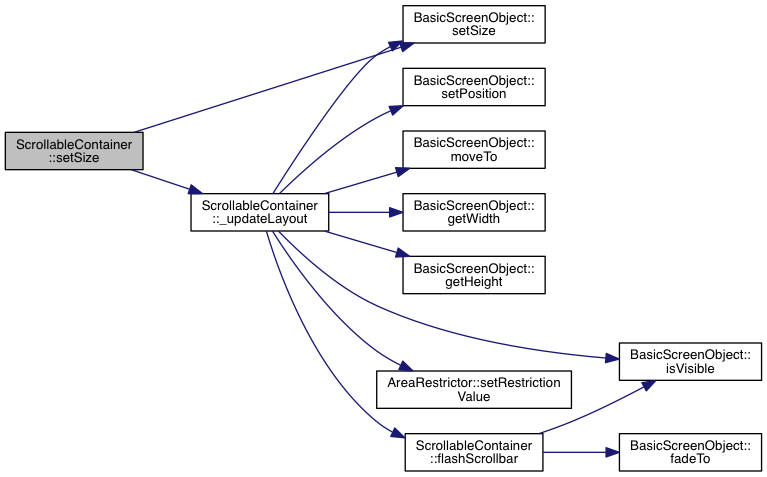 BasicScreenObject::
setSize
BasicScreenObject::
setPosition
ScrollableContainer
::setSize
BasicScreenObject::
moveTo
ScrollableContainer
::_updateLayout
BasicScreenObject::
getWidth
BasicScreenObject::
getHeight
BasicScreenObject::
isVisible
AreaRestrictor::setRestriction
Value
ScrollableContainer
::flashScrollbar
BasicScreenObject::
fadeTo